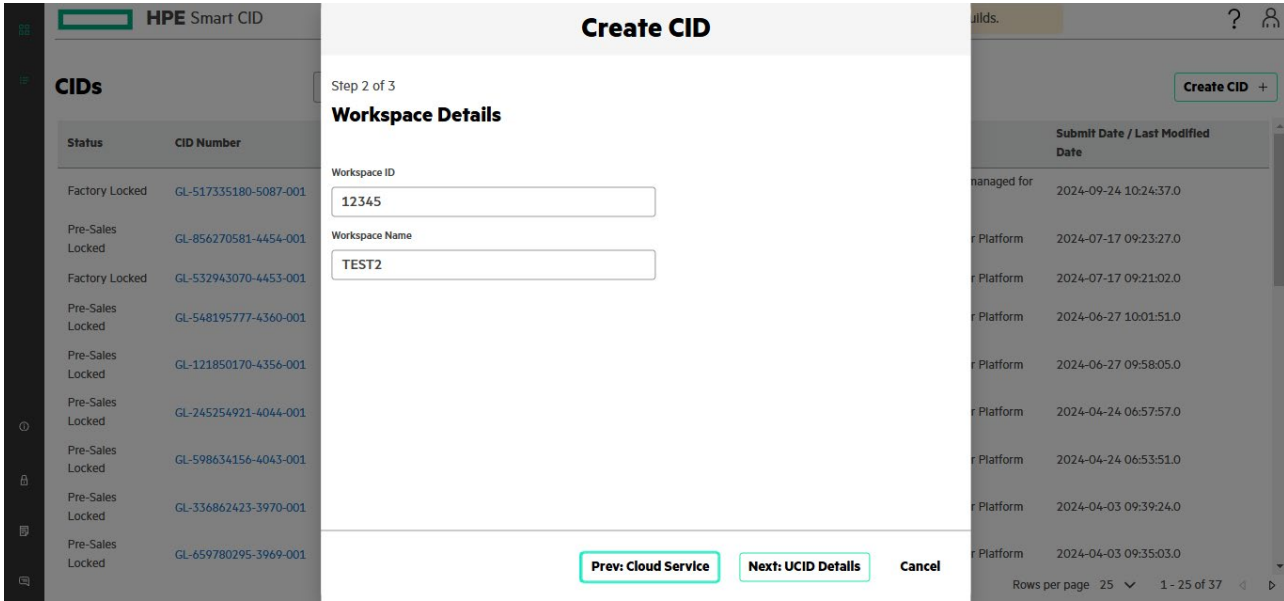 HPE Smart CID
uilds.
?
CIDs
Create CID +
Status
CID Number
Submit Date / Last Modified
Date
Factory Locked
GL-517335180-5087-001
managed for
2024-09-24 10:24:37.0
Pre-Sales
Locked
GL-856270581-4454-001
r Platform
2024-07-17 09:23:27.0
Factory Locked
GL-532943070-4453-001
r Platform
2024-07-17 09:21:02.0
Pre-Sales
Locked
GL-548195777-4360-001
r Platform
2024-06-27 10:01:51.0
Pre-Sales
Locked
GL-121850170-4356-001
r Platform
2024-06-27 09:58:05.0
Pre-Sales
Locked
GL-245254921-4044-001
r Platform
2024-04-24 06:57:57.0
Pre-Sales
Locked
GL-598634156-4043-001
r Platform
2024-04-24 06:53:51.0
Pre-Sales
Locked
GL-336862423-3970-001
r Platform
2024-04-03 09:39:24.0
Pre-Sales
Locked
GL-659780295-3969-001
r Platform
2024-04-03 09:35:03.0
Rows per page 25
1 - 25 of 37
Create CID
Step 2 of 3
Workspace Details
Workspace ID
12345
Workspace Name
TEST2
Prev: Cloud Service
Next: UCID Details
Cancel